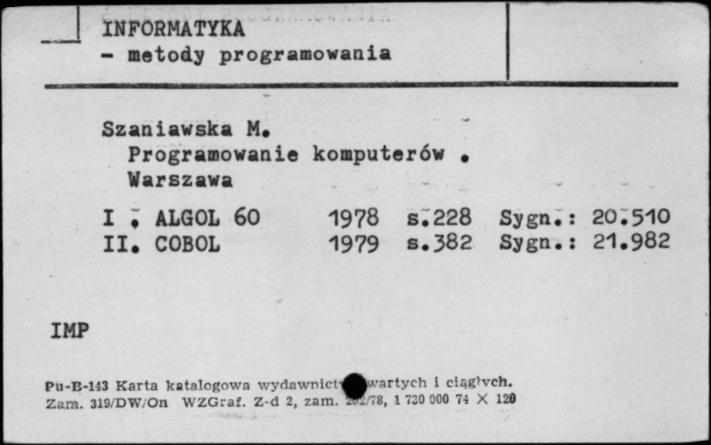 INFORMATYKA
- metody programowania
Szaniawska M.
Programowanie komputerów .
Warszawa
I . ALGOL 60 1978 s.228 Sygn.: 20.510
II. COBOL 1979 s.382 Sygn.: 21.982
IMP
Pu-B-143 Karta katalogowa i ciągłych.
Zam. 319/DW/On WZGraf. Z-d 2, zam. 1 730 000 74 X 120